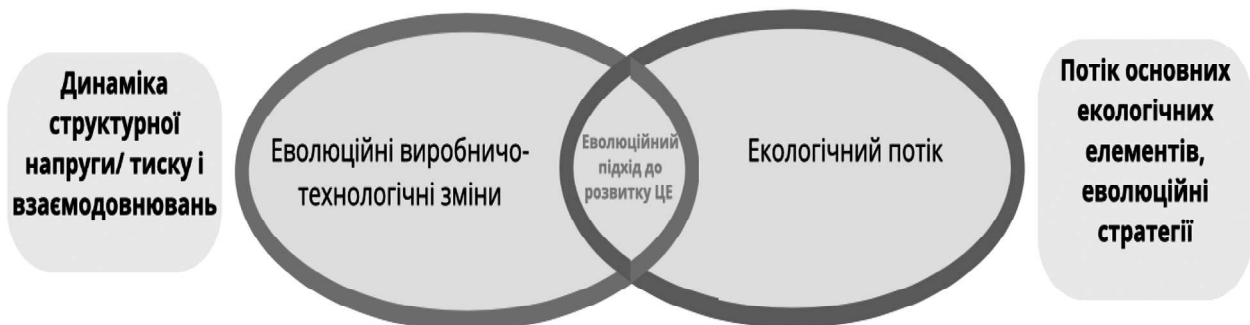 Динаміка
структурної
напруги/ тиску і
взаємодовнювань
Еволюційні виробничо-
технологічні зміни
Еволюційний
підхід до
розвитку ЦЕ
Екологічний потік
Потік основних
екологічних
елементів,
еволюційні
стратегії